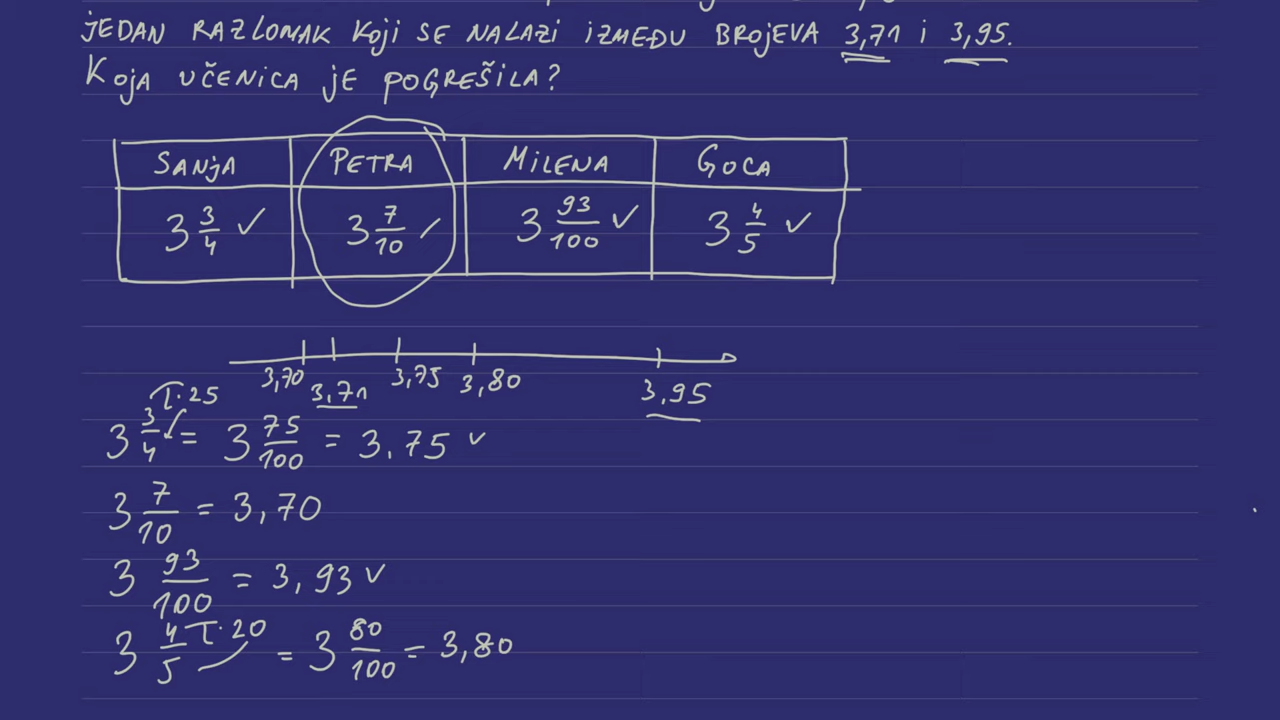 JEDAN RAZLOMAK KOJI SE NALAZI IZMEĐU BROJEVA 3,71 i 3,95.
KOJA UČENICA JE POGREŠILA?
SANJA PETRA MILENA GOCA
3 3/4 ✓ 3 7/10 3 93/100 ✓ 3 4/5 ✓
3,70 3,71 3,75 3,80 3,95
·25
3 3/4 = 3 75/100 = 3.75 ✓
3 7/10 = 3,70
3 93/100 = 3,93 ✓
3 4/5 ·20 = 3 80/100 = 3,80